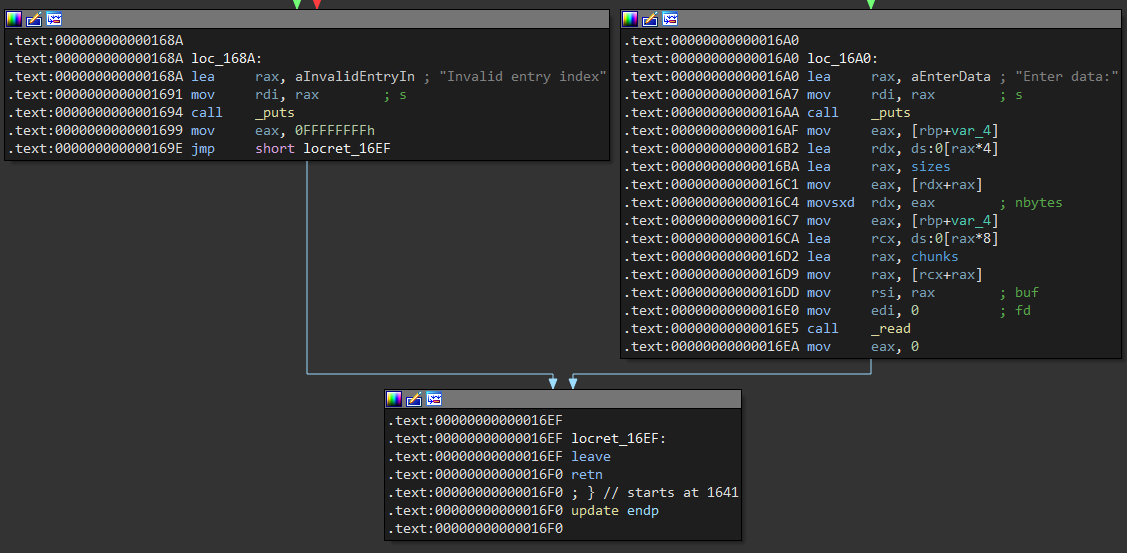 .text:000000000000168A
.text:000000000000168A loc_168A:
.text:000000000000168A lea     rax, aInvalidEntryIn ; "Invalid entry index"
.text:0000000000001691 mov     rdi, rax        ; s
.text:0000000000001694 call    _puts
.text:0000000000001699 mov     eax, 0FFFFFFFFh
.text:000000000000169E jmp     short locret_16EF
.text:00000000000016A0
.text:00000000000016A0 loc_16A0:
.text:00000000000016A0 lea     rax, aEnterData ; "Enter data:"
.text:00000000000016A7 mov     rdi, rax        ; s
.text:00000000000016AA call    _puts
.text:00000000000016AF mov     eax, [rbp+var_4]
.text:00000000000016B2 lea     rdx, ds:0[rax*4]
.text:00000000000016BA lea     rax, sizes
.text:00000000000016C1 mov     eax, [rdx+rax]
.text:00000000000016C4 movsxd  rdx, eax        ; nbytes
.text:00000000000016C7 mov     eax, [rbp+var_4]
.text:00000000000016CA lea     rcx, ds:0[rax*8]
.text:00000000000016D2 lea     rax, chunks
.text:00000000000016D9 mov     rax, [rcx+rax]
.text:00000000000016DD mov     rsi, rax        ; buf
.text:00000000000016E0 mov     edi, 0          ; fd
.text:00000000000016E5 call    _read
.text:00000000000016EA mov     eax, 0
.text:00000000000016EF
.text:00000000000016EF locret_16EF:
.text:00000000000016EF leave
.text:00000000000016F0 retn
.text:00000000000016F0 ; } // starts at 1641
.text:00000000000016F0 update endp
.text:00000000000016F0